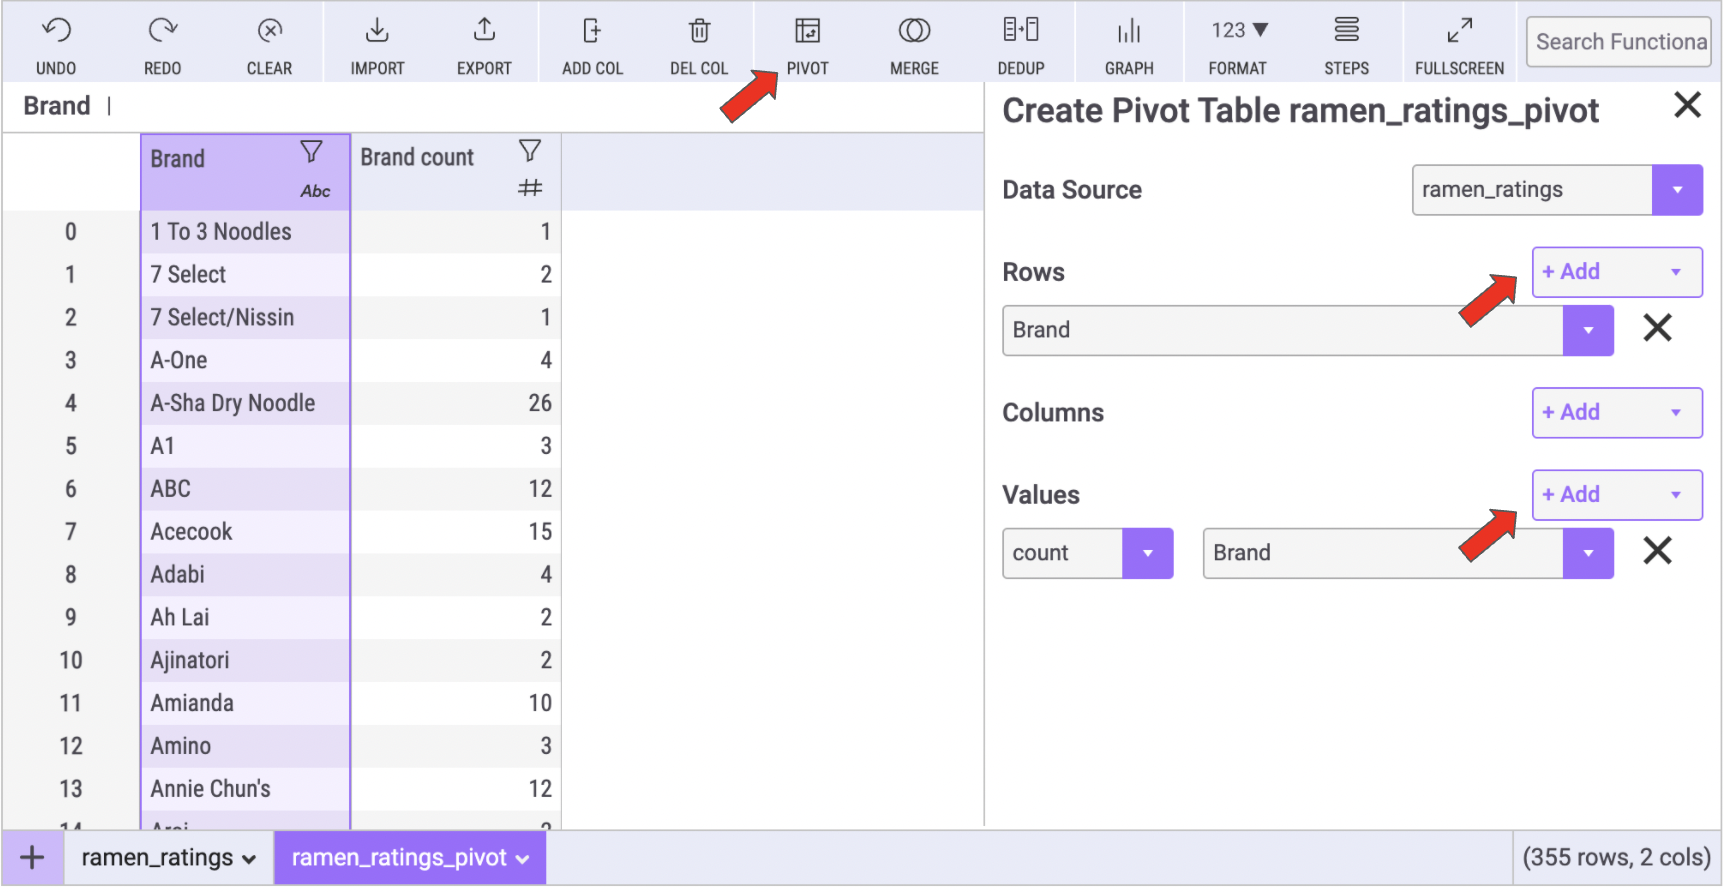 UNDO REDO CLEAR IMPORT EXPORT ADD COL DEL COL PIVOT MERGE DEDUP GRAPH 123 ▼ FORMAT STEPS FULLSCREEN Search Functiona
Brand |
Create Pivot Table ramen_ratings_pivot
Brand Abc Brand count #
Data Source ramen_ratings
Rows + Add
Brand
Columns + Add
Values + Add
count Brand
0 1 To 3 Noodles 1
1 7 Select 2
2 7 Select/Nissin 1
3 A-One 4
4 A-Sha Dry Noodle 26
5 A1 3
6 ABC 12
7 Acecook 15
8 Adabi 4
9 Ah Lai 2
10 Ajinatori 2
11 Amianda 10
12 Amino 3
13 Annie Chun's 12
+ ramen_ratings ramen_ratings_pivot (355 rows, 2 cols)